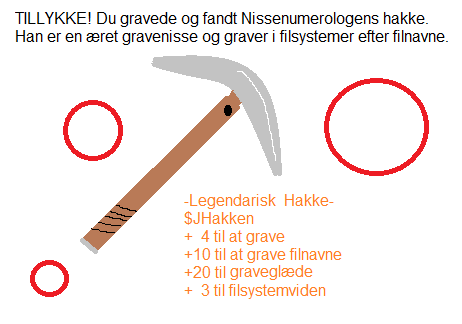 TILLYKKE! Du gravede og fandt Nissenumerologens hakke.
Han er en æret gravenisse og graver i filsystemer efter filnavne.
-Legendarisk Hakke-
$JHakken
+ 4 til at grave
+10 til at grave filnavne
+20 til graveglæde
+ 3 til filsystemviden